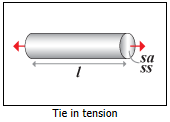 sa
ss
l
Tie in tension